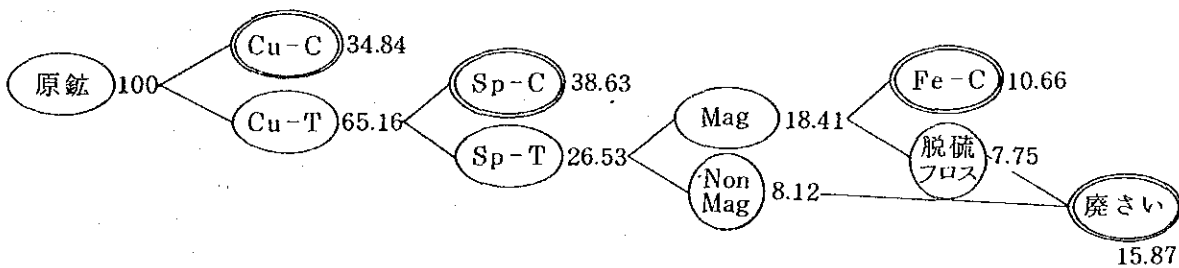 原鉱 100
Cu-C 34.84
Cu-T 65.16
Sp-C 38.63
Sp-T 26.53
Mag 18.41
Non
Mag 8.12
Fe-C 10.66
脱硫
フロス 7.75
廃さい
15.87